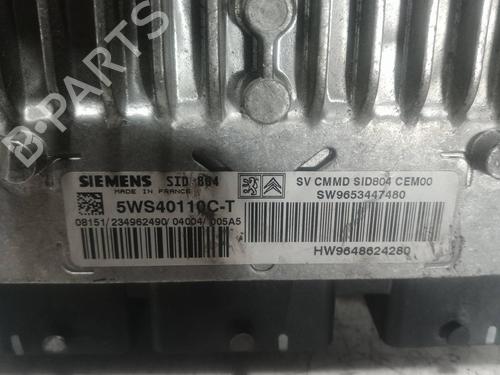 B-PARTS
SIEMENS SID 804
MADE IN FRANCE
5WS40110C-T
08151/234962490/04004/005A5
SV CMMD SID804 CEM00
SW9653447480
HW9648624280